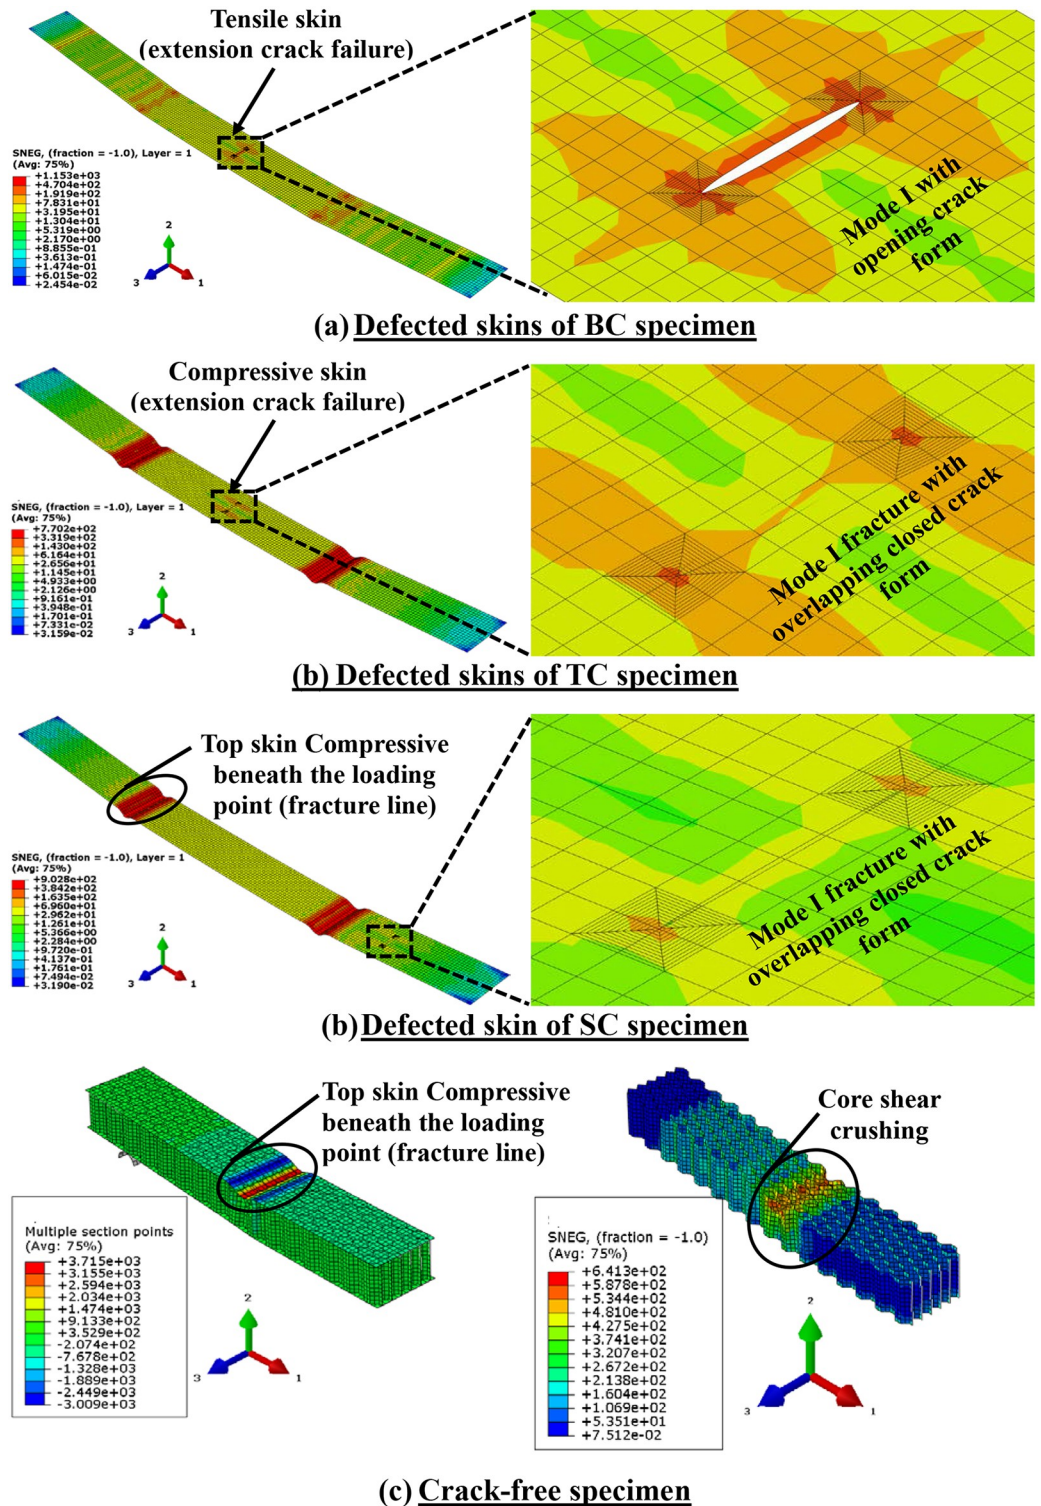 Tensile skin
(extension crack failure)
SNEG, (fraction = -1.0), Layer = 1
(Avg: 75%)
+1.153e+03
+4.704e+02
+1.919e+02
+7.831e+01
+3.195e+01
+1.304e+01
+5.319e+00
+2.170e+00
+8.855e-01
+3.613e-01
+1.474e-01
+6.015e-02
+2.454e-02
2
3
1
Mode I with
opening crack
form
(a) Defected skins of BC specimen
Compressive skin
(extension crack failure)
SNEG, (fraction = -1.0), Layer = 1
(Avg: 75%)
+7.702e+02
+3.319e+02
+1.430e+02
+6.164e+01
+2.656e+01
+1.145e+01
+4.933e+00
+2.126e+00
+9.161e-01
+3.948e-01
+1.701e-01
+7.331e-02
+3.159e-02
2
3
1
Mode I fracture with
overlapping closed crack
form
(b) Defected skins of TC specimen
Top skin Compressive
beneath the loading
point (fracture line)
SNEG, (fraction = -1.0), Layer = 1
(Avg: 75%)
+9.028e+02
+3.842e+02
+1.635e+02
+6.960e+01
+2.962e+01
+1.261e+01
+5.366e+00
+2.284e+00
+9.720e-01
+4.137e-01
+1.761e-01
+7.494e-02
+3.190e-02
2
3
1
Mode I fracture with
overlapping closed crack
form
(b) Defected skin of SC specimen
Top skin Compressive
beneath the loading
point (fracture line)
Multiple section points
(Avg: 75%)
+3.715e+03
+3.155e+03
+2.594e+03
+2.034e+03
+1.474e+03
+9.133e+02
+3.529e+02
-2.074e+02
-7.678e+02
-1.328e+03
-1.889e+03
-2.449e+03
-3.009e+03
2
3
1
Core shear
crushing
SNEG, (fraction = -1.0)
(Avg: 75%)
+6.413e+02
+5.878e+02
+5.344e+02
+4.810e+02
+4.275e+02
+3.741e+02
+3.207e+02
+2.672e+02
+2.138e+02
+1.604e+02
+1.069e+02
+5.351e+01
+7.512e-02
2
3
1
(c) Crack-free specimen